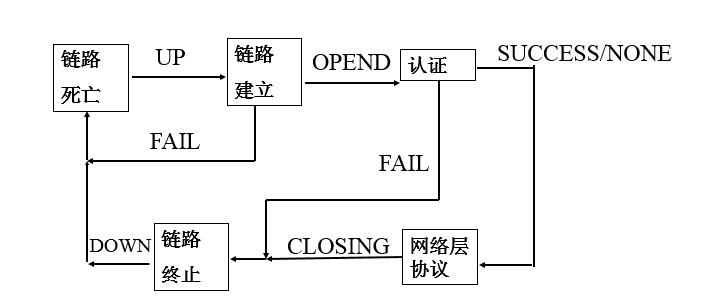 链路
死亡
UP
链路
建立
OPEND
认证
SUCCESS/NONE
FAIL
FAIL
DOWN
链路
终止
CLOSING
网络层
协议